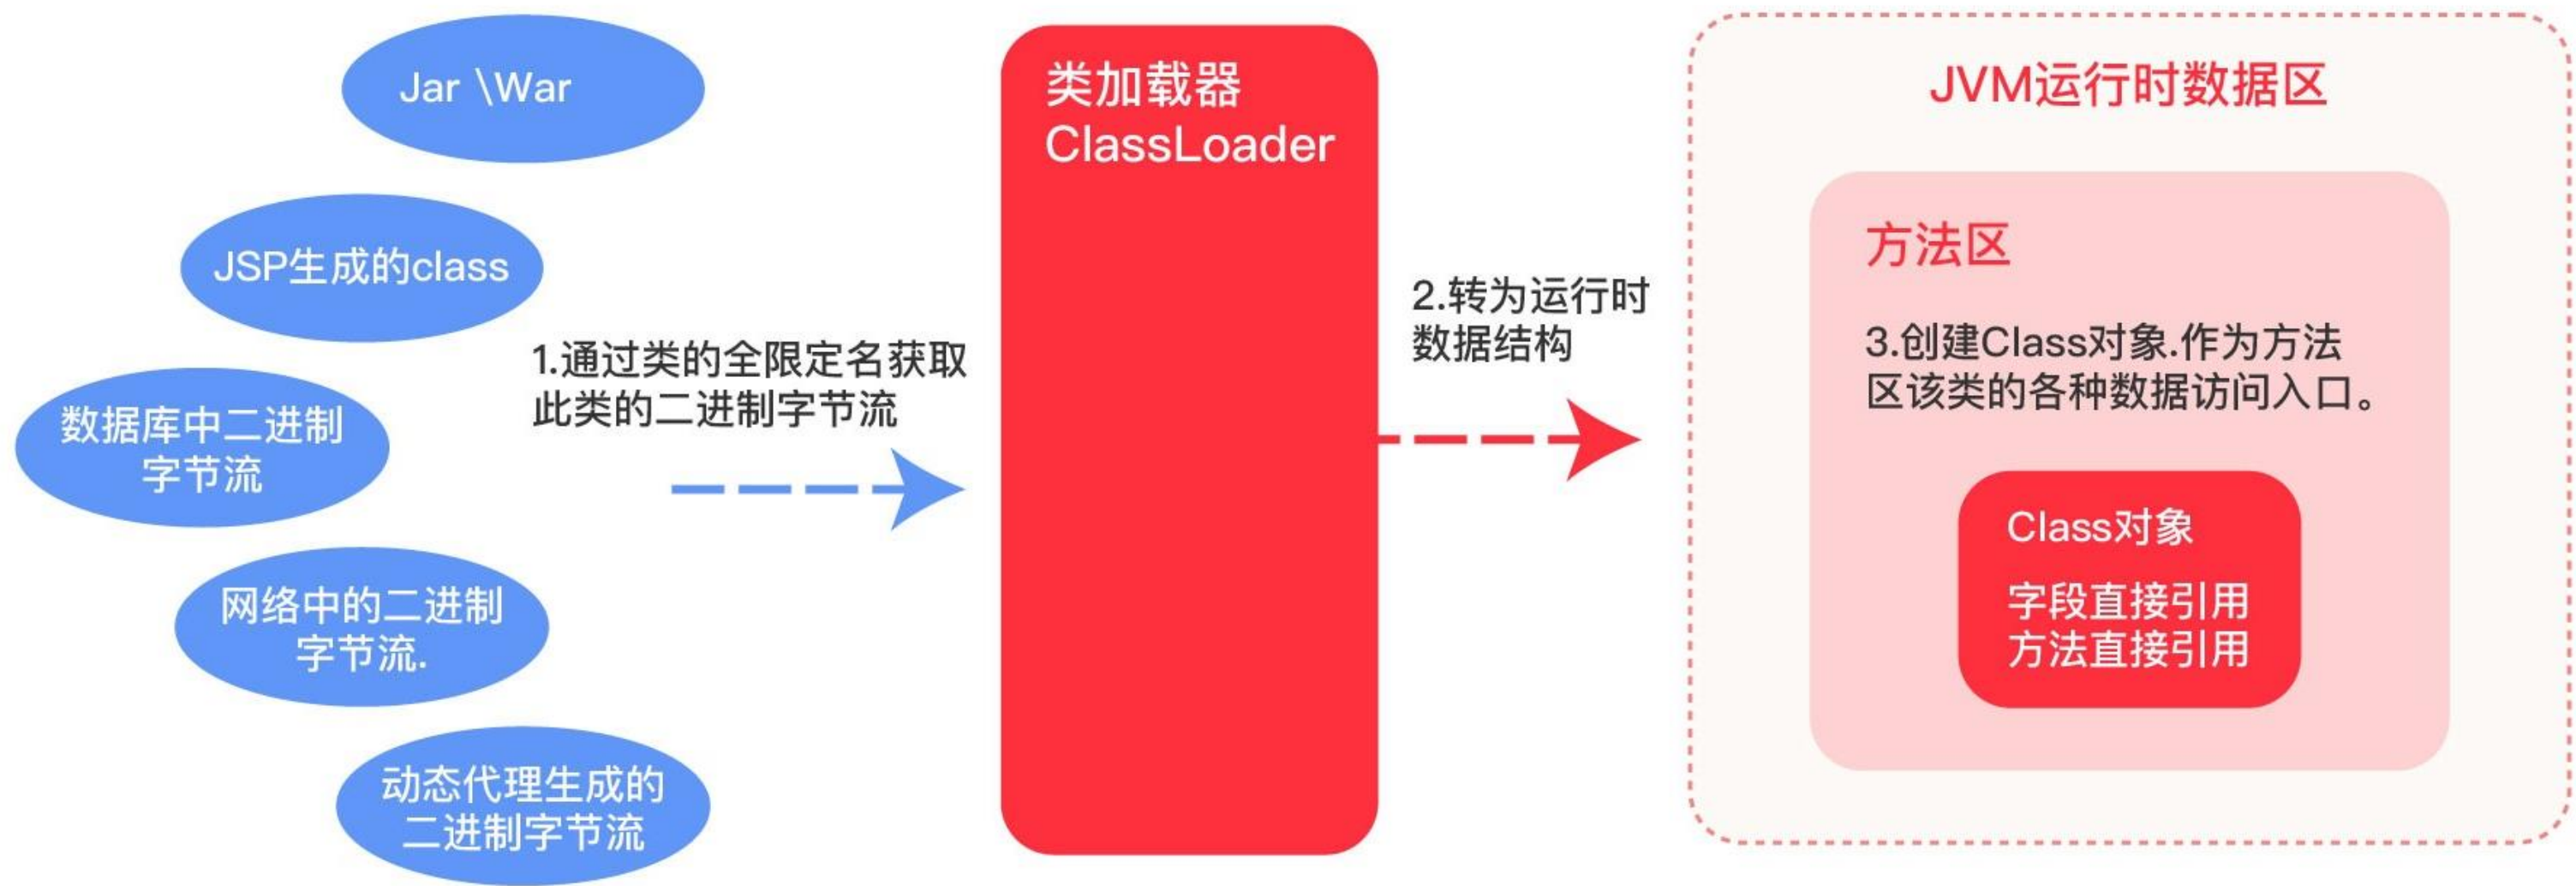 Jar \War
JSP生成的class
数据库中二进制
字节流
网络中的二进制
字节流.
动态代理生成的
二进制字节流
1.通过类的全限定名获取
此类的二进制字节流
类加载器
ClassLoader
2.转为运行时
数据结构
JVM运行时数据区
方法区
3.创建Class对象.作为方法
区该类的各种数据访问入口。
Class对象
字段直接引用
方法直接引用